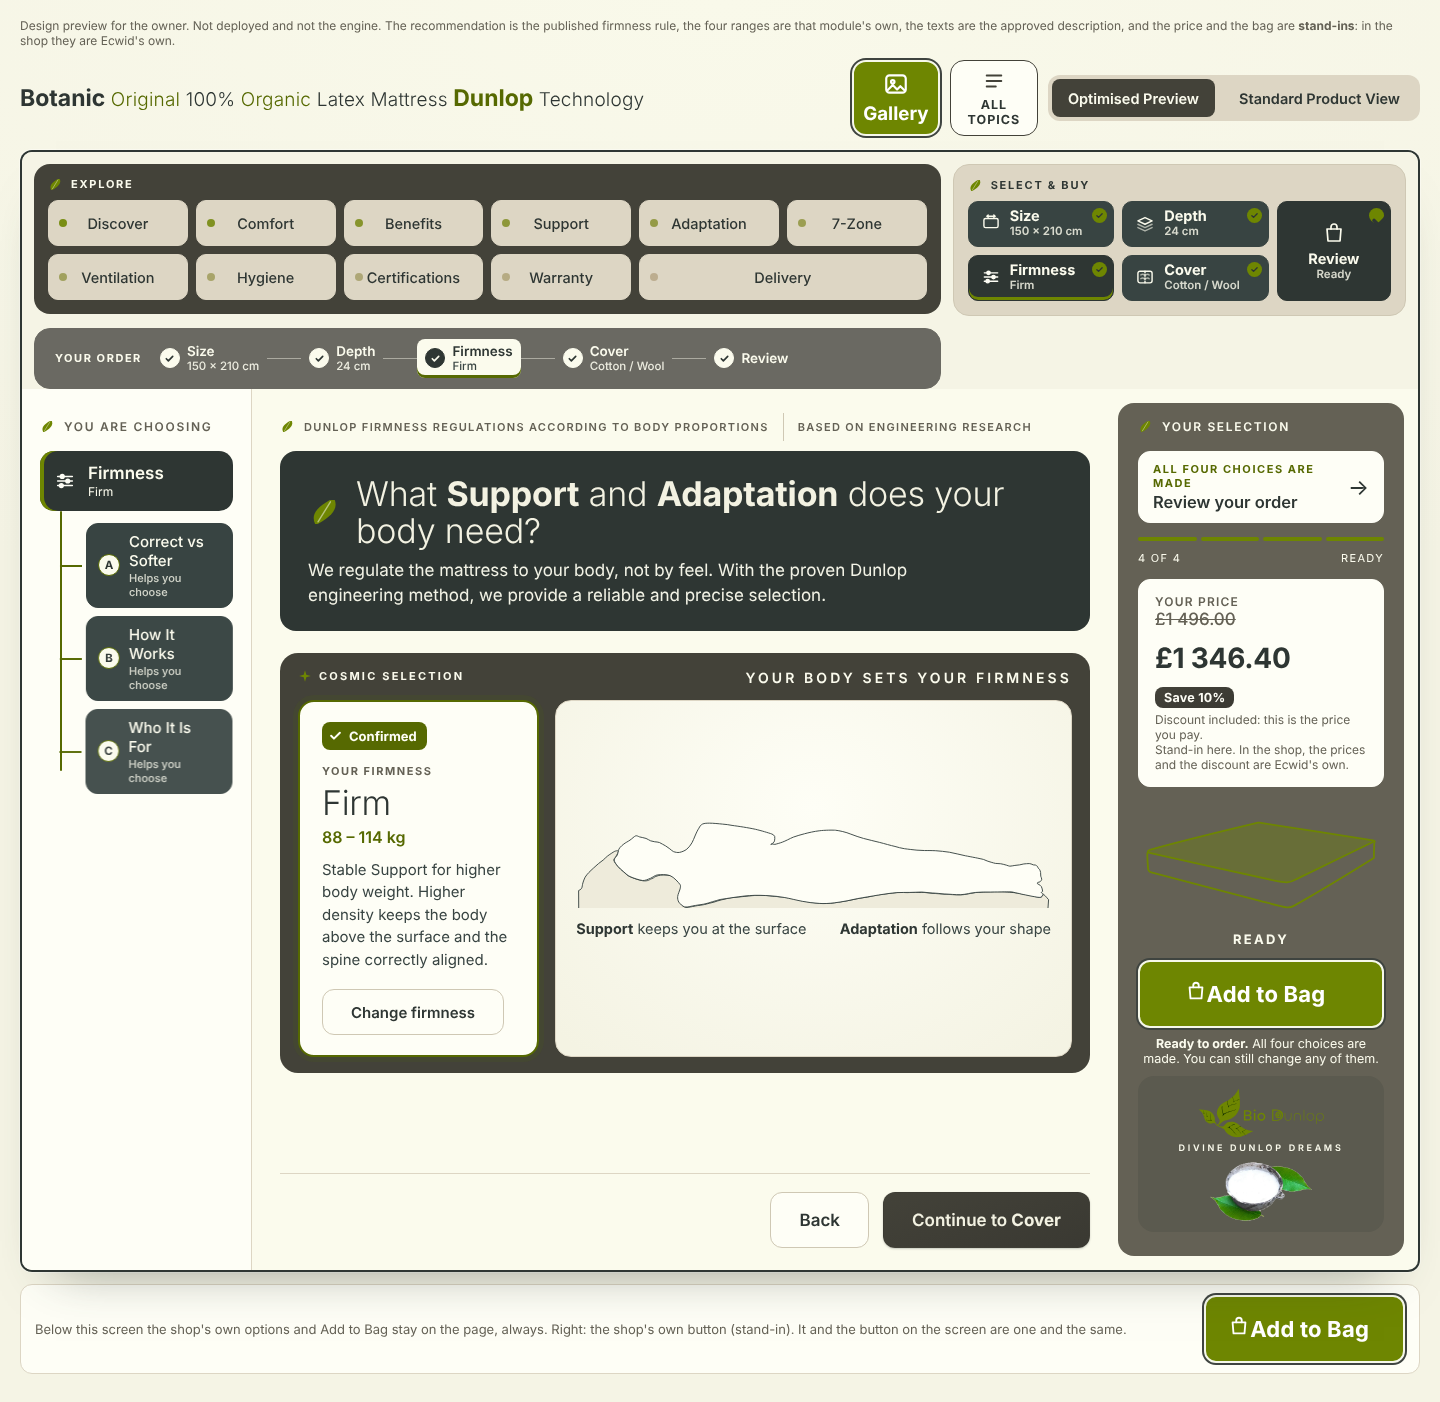 Design preview for the owner. Not deployed and not the engine. The recommendation is the published firmness rule, the four ranges are that module's own, the texts are the approved description, and the price and the bag are stand-ins: in the
shop they are Ecwid's own.
Botanic Original 100% Organic Latex Mattress Dunlop Technology
Gallery
ALL
TOPICS
Optimised Preview
Standard Product View
EXPLORE
Discover
Comfort
Benefits
Support
Adaptation
7-Zone
Ventilation
Hygiene
Certifications
Warranty
Delivery
SELECT & BUY
Size
150 × 210 cm
Depth
24 cm
Firmness
Firm
Cover
Cotton / Wool
Review
Ready
YOUR ORDER
Size
150 × 210 cm
Depth
24 cm
Firmness
Firm
Cover
Cotton / Wool
Review
YOU ARE CHOOSING
Firmness
Firm
A
Correct vs
Softer
Helps you
choose
B
How It
Works
Helps you
choose
C
Who It Is
For
Helps you
choose
DUNLOP FIRMNESS REGULATIONS ACCORDING TO BODY PROPORTIONS
BASED ON ENGINEERING RESEARCH
What Support and Adaptation does your
body need?
We regulate the mattress to your body, not by feel. With the proven Dunlop
engineering method, we provide a reliable and precise selection.
COSMIC SELECTION
YOUR BODY SETS YOUR FIRMNESS
Confirmed
YOUR FIRMNESS
Firm
88 – 114 kg
Stable Support for higher
body weight. Higher
density keeps the body
above the surface and the
spine correctly aligned.
Change firmness
Support keeps you at the surface
Adaptation follows your shape
Back
Continue to Cover
YOUR SELECTION
ALL FOUR CHOICES ARE
MADE
Review your order
4 OF 4
READY
YOUR PRICE
£1 496.00
£1 346.40
Save 10%
Discount included: this is the price
you pay.
Stand-in here. In the shop, the prices
and the discount are Ecwid's own.
READY
Add to Bag
Ready to order. All four choices are
made. You can still change any of them.
Bio Dunlop
DIVINE DUNLOP DREAMS
Below this screen the shop's own options and Add to Bag stay on the page, always. Right: the shop's own button (stand-in). It and the button on the screen are one and the same.
Add to Bag